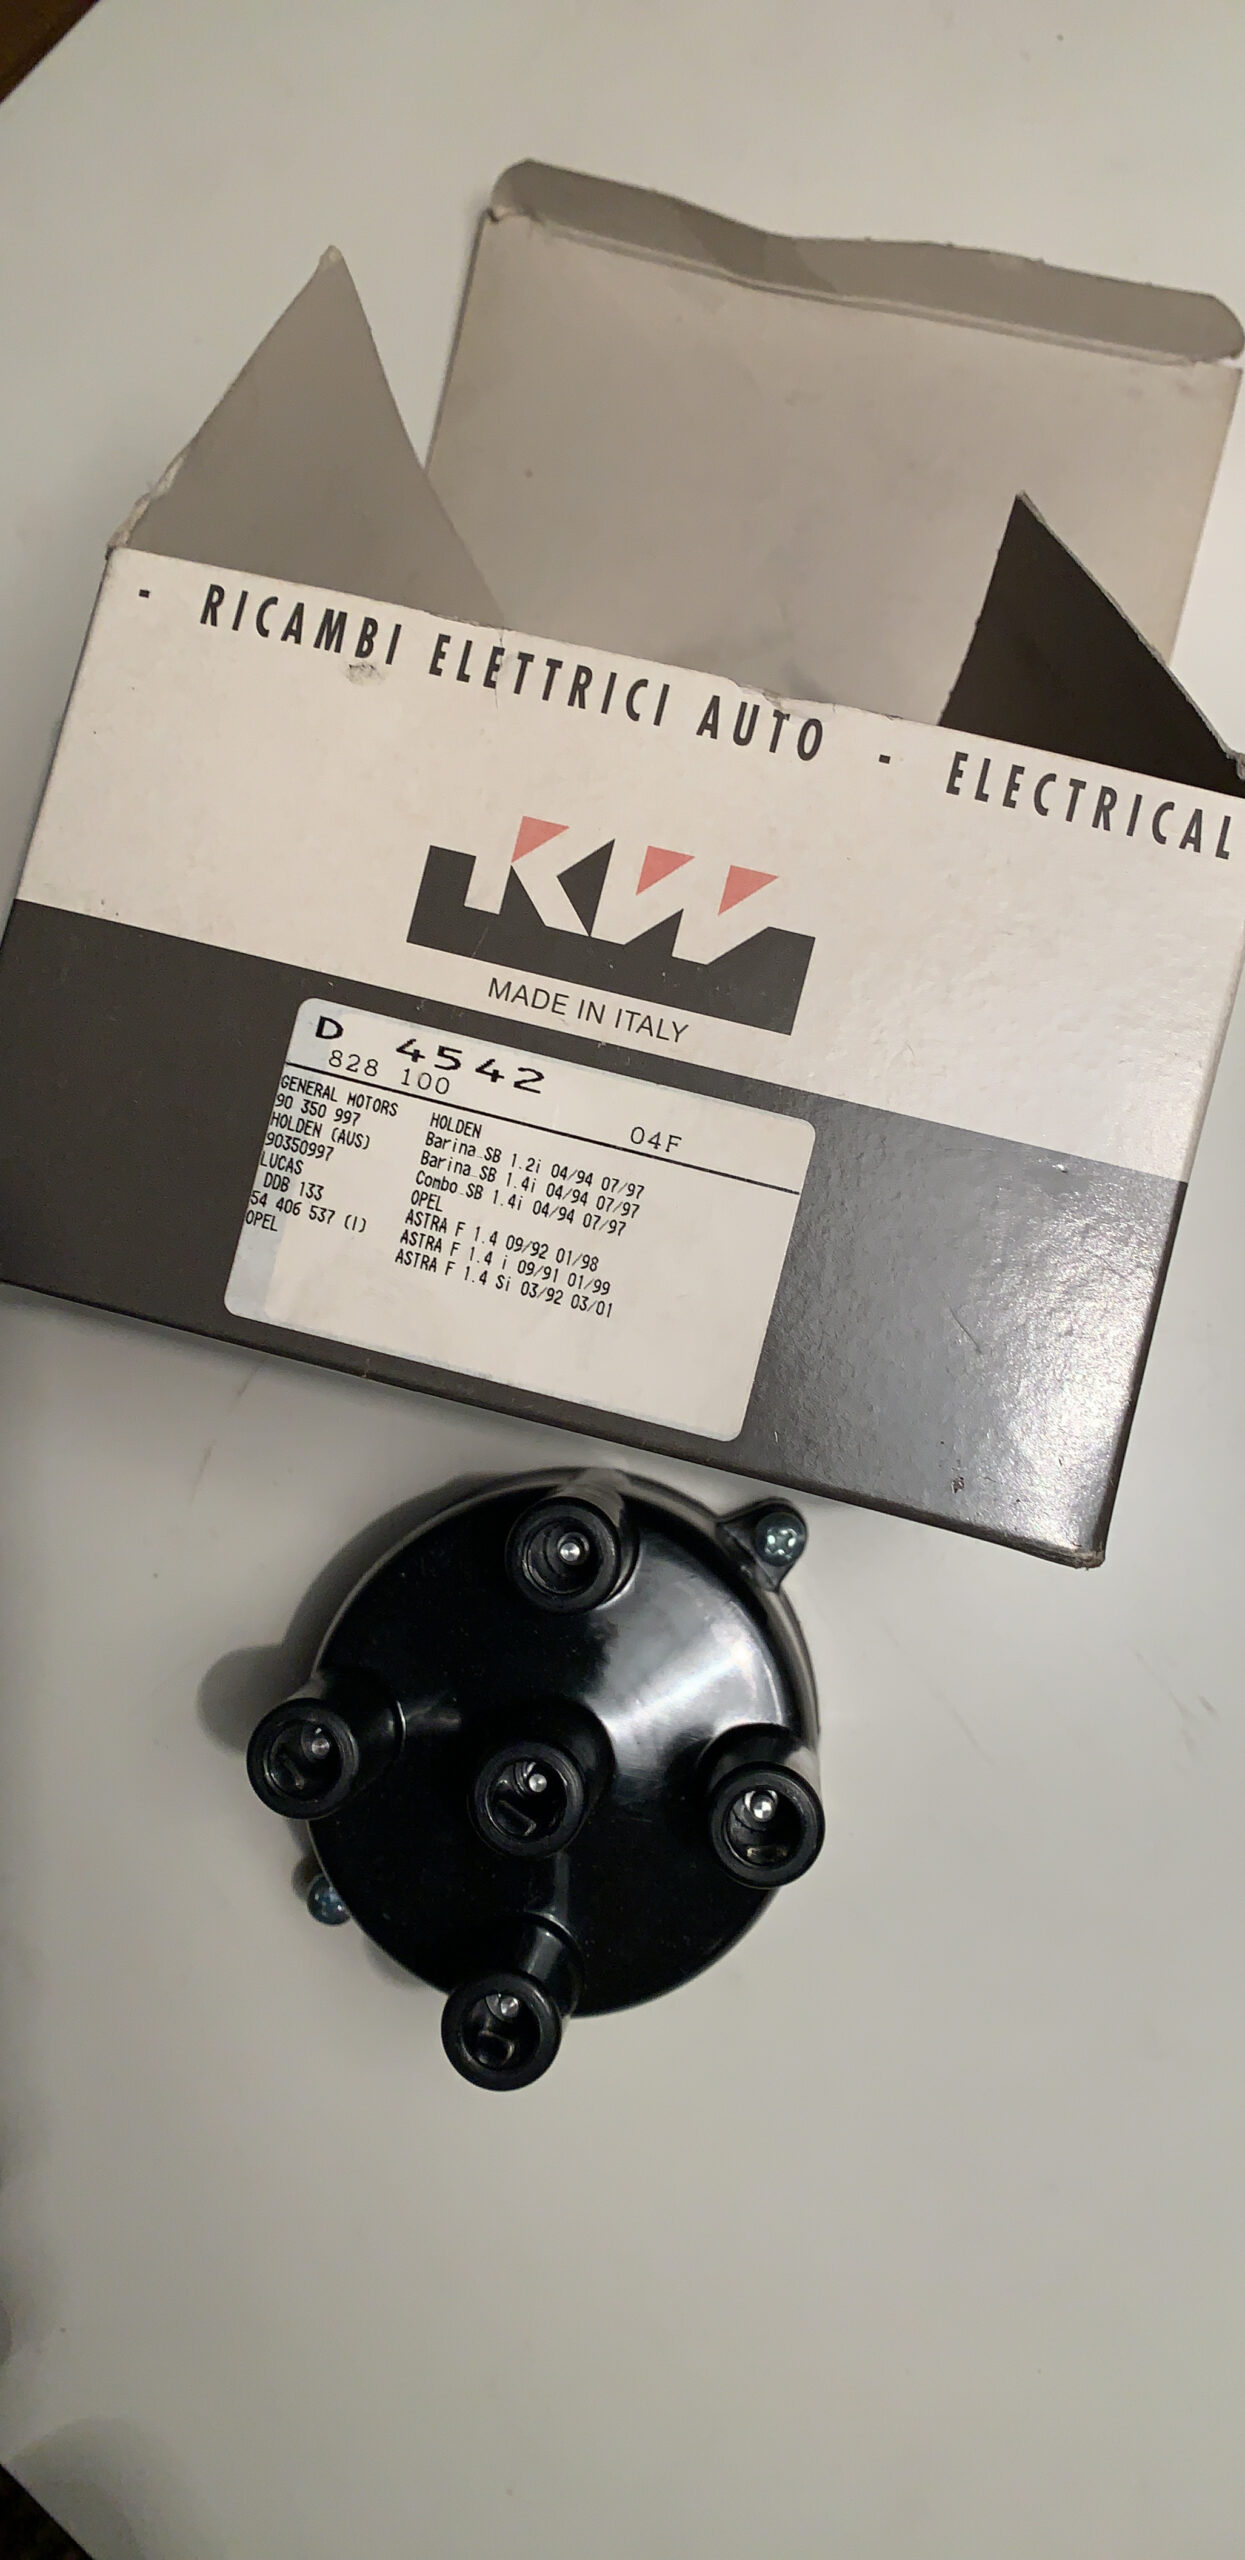 - RICAMBI ELETTRICI AUTO - ELECTRICAL
KW
MADE IN ITALY
D 4542
828 100
04F
GENERAL MOTORS
90 350 997
HOLDEN (AUS)
90350997
LUCAS
DDB 133
54 406 537 (I)
OPEL
HOLDEN
Barina SB 1.2i 04/94 07/97
Barina SB 1.4i 04/94 07/97
Combo SB 1.4i 04/94 07/97
OPEL
ASTRA F 1.4 09/92 01/98
ASTRA F 1.4 i 09/91 01/99
ASTRA F 1.4 Si 03/92 03/01